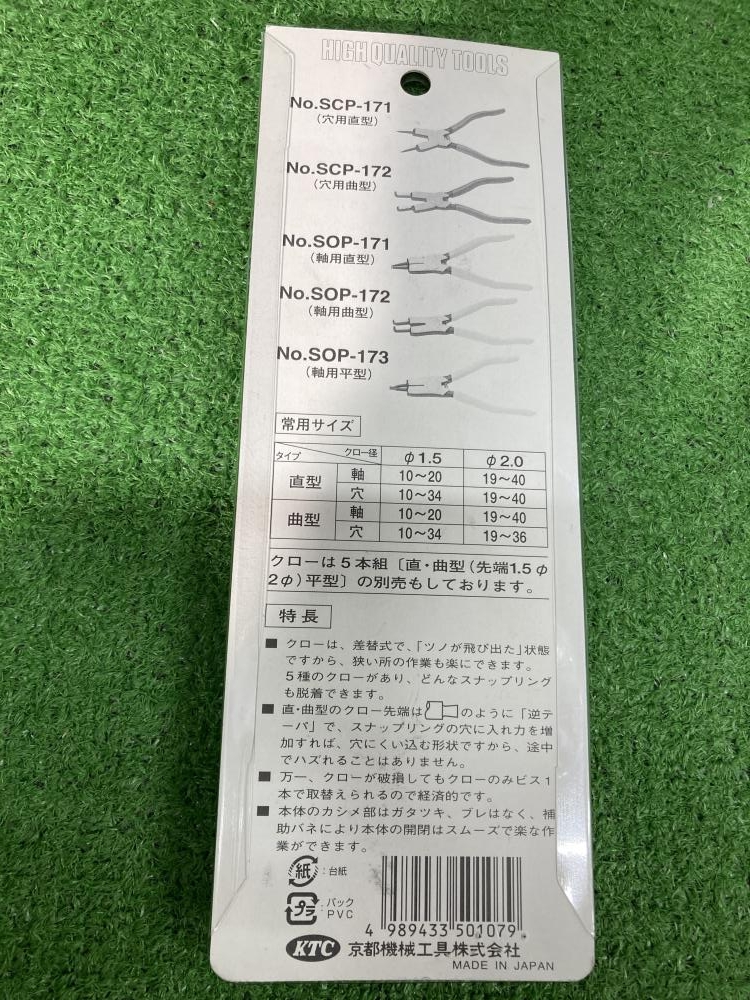 HIGH QUALITY TOOLS
No.SCP-171
(穴用直型)
No.SCP-172
(穴用曲型)
No.SOP-171
(軸用直型)
No.SOP-172
(軸用曲型)
No.SOP-173
(軸用平型)
常用サイズ
タイプ クロー径 φ1.5 φ2.0
直型 軸 10〜20 19〜40
穴 10〜34 19〜40
曲型 軸 10〜20 19〜40
穴 10〜34 19〜36
クローは5本組〔直・曲型(先端1.5φ
2φ)平型〕の別売もしております。
特長
■ クローは、差替式で、「ツノが飛び出た」状態
ですから、狭い所の作業も楽にできます。
5種のクローがあり、どんなスナップリング
も脱着できます。
■ 直・曲型のクロー先端は のように「逆テ
ーパ」で、スナップリングの穴に入れ力を増
加すれば、穴にくい込む形状ですから、途中
でハズれることはありません。
■ 万一、クローが破損してもクローのみビス1
本で取替えられるので経済的です。
■ 本体のカシメ部はガタツキ、ブレはなく、補
助バネにより本体の開閉はスムーズで楽な作
業ができます。
紙 : 台紙
プラ : パック
PVC
4 989433 501079
KTC 京都機械工具株式会社
MADE IN JAPAN